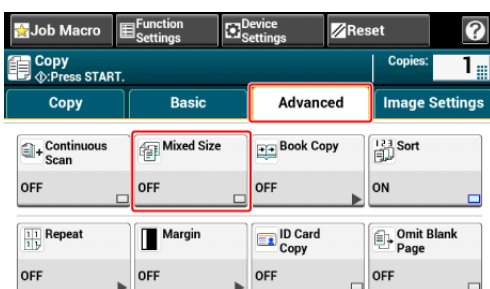 Job Macro
Function
Settings
Device
Settings
Reset
?
Copy
:Press START.
Copies:
1
Copy
Basic
Advanced
Image Settings
Continuous
Scan
OFF
Mixed Size
OFF
Book Copy
OFF
123
Sort
ON
Repeat
OFF
Margin
OFF
ID Card
Copy
OFF
Omit Blank
Page
OFF